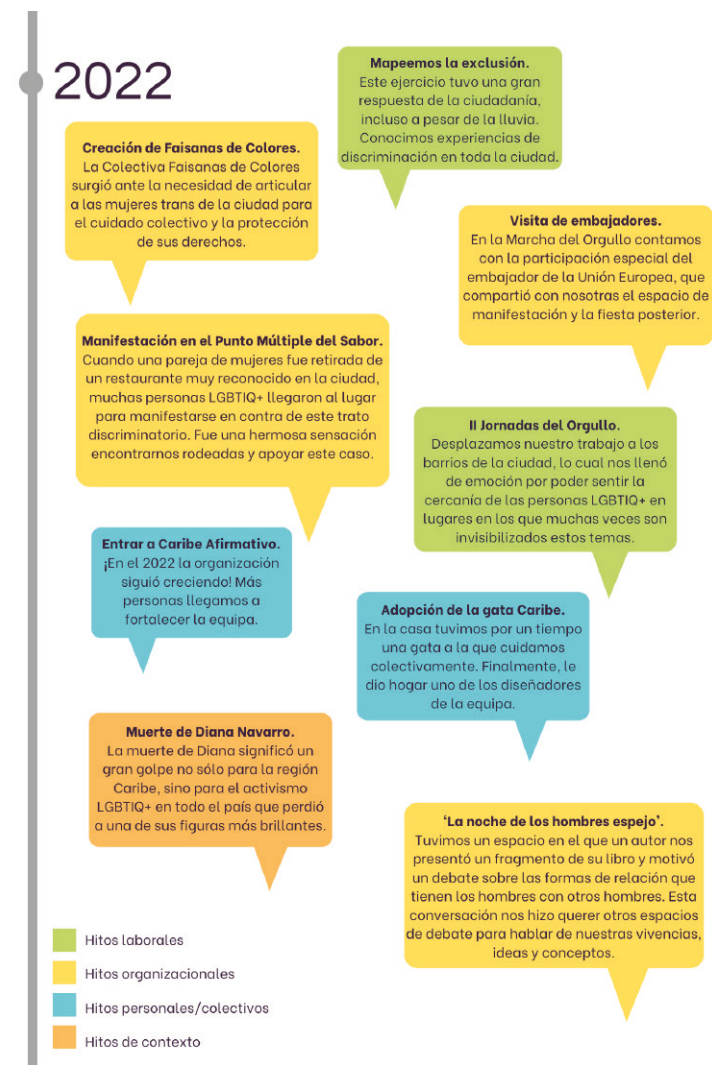 2022
Mapeemos la exclusión.
Este ejercicio tuvo una gran
respuesta de la ciudadanía,
incluso a pesar de la lluvia.
Conocimos experiencias de
discriminación en toda la ciudad.
Creación de Faisanas de Colores.
La Colectiva Faisanas de Colores
surgió ante la necesidad de articular
a las mujeres trans de la ciudad para
el cuidado colectivo y la protección
de sus derechos.
Visita de embajadores.
En la Marcha del Orgullo contamos
con la participación especial del
embajador de la Unión Europea, que
compartió con nosotras el espacio de
manifestación y la fiesta posterior.
Manifestación en el Punto Múltiple del Sabor.
Cuando una pareja de mujeres fue retirada de
un restaurante muy reconocido en la ciudad,
muchas personas LGBTIQ+ llegaron al lugar
para manifestarse en contra de este trato
discriminatorio. Fue una hermosa sensación
encontrarnos rodeadas y apoyar este caso.
II Jornadas del Orgullo.
Desplazamos nuestro trabajo a los
barrios de la ciudad, lo cual nos llenó
de emoción por poder sentir la
cercanía de las personas LGBTIQ+ en
lugares en los que muchas veces son
invisibilizados estos temas.
Entrar a Caribe Afirmativo.
¡En el 2022 la organización
siguió creciendo! Más
personas llegamos a
fortalecer la equipa.
Adopción de la gata Caribe.
En la casa tuvimos por un tiempo
una gata a la que cuidamos
colectivamente. Finalmente, le
dio hogar uno de los diseñadores
de la equipa.
Muerte de Diana Navarro.
La muerte de Diana significó un
gran golpe no sólo para la región
Caribe, sino para el activismo
LGBTIQ+ en todo el país que perdió
a una de sus figuras más brillantes.
'La noche de los hombres espejo'.
Tuvimos un espacio en el que un autor nos
presentó un fragmento de su libro y motivó
un debate sobre las formas de relación que
tienen los hombres con otros hombres. Esta
conversación nos hizo querer otros espacios
de debate para hablar de nuestras vivencias,
ideas y conceptos.
Hitos laborales
Hitos organizacionales
Hitos personales/colectivos
Hitos de contexto